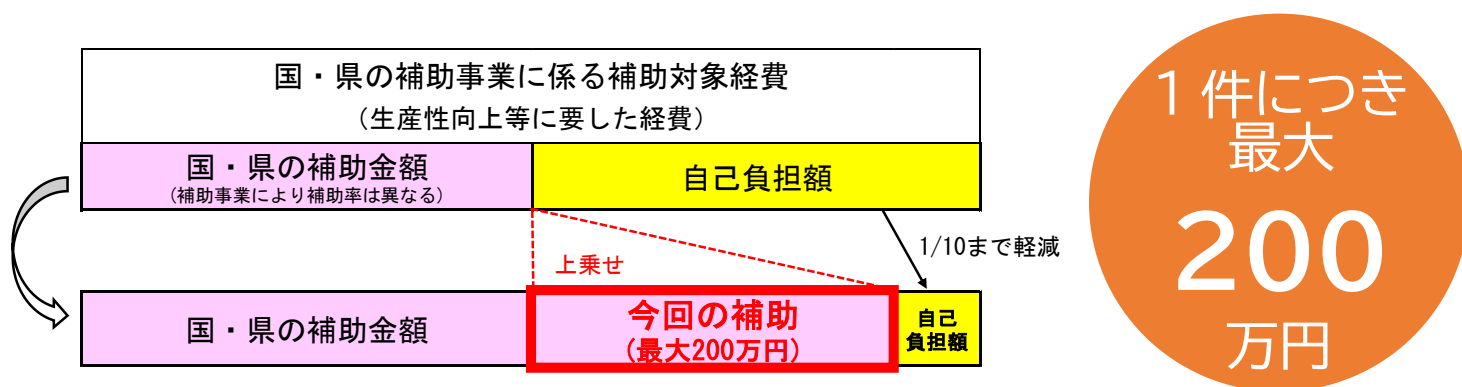 国・県の補助事業に係る補助対象経費
（生産性向上等に要した経費）
国・県の補助金額
（補助事業により補助率は異なる）
自己負担額
上乗せ
1/10まで軽減
国・県の補助金額
今回の補助
（最大200万円）
自己
負担額
１件につき
最大
200
万円